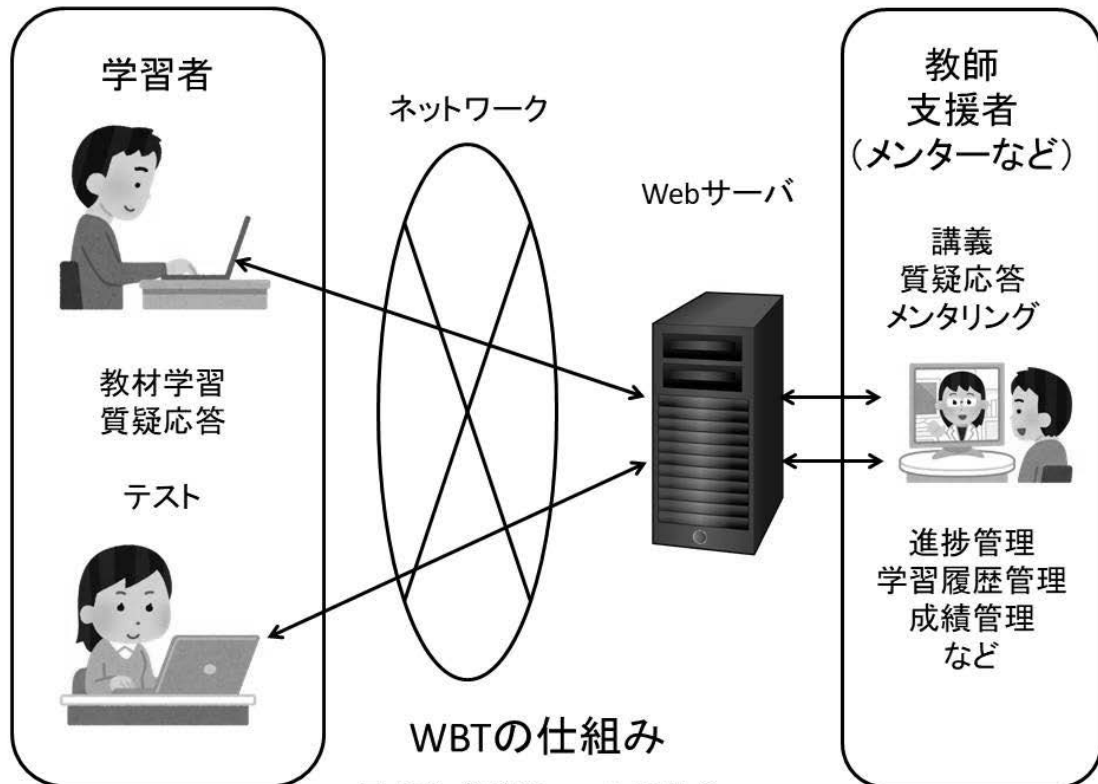 学習者
教材学習
質疑応答
テスト
ネットワーク
Webサーバ
教師
支援者
(メンターなど)
講義
質疑応答
メンタリング
進捗管理
学習履歴管理
成績管理
など
WBTの仕組み